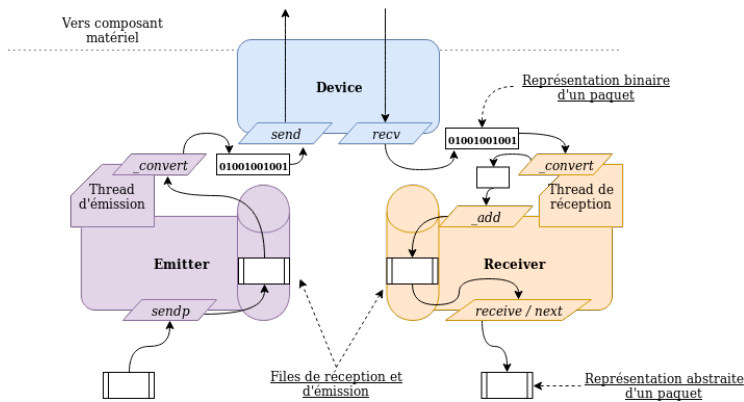 Vers composant
matériel
Device
Représentation binaire
d'un paquet
send
recv
01001001001
_convert
01001001001
_convert
Thread
d'émission
Thread de
réception
_add
Emitter
Receiver
sendp
receive / next
Files de réception et
d'émission
Représentation abstraite
d'un paquet